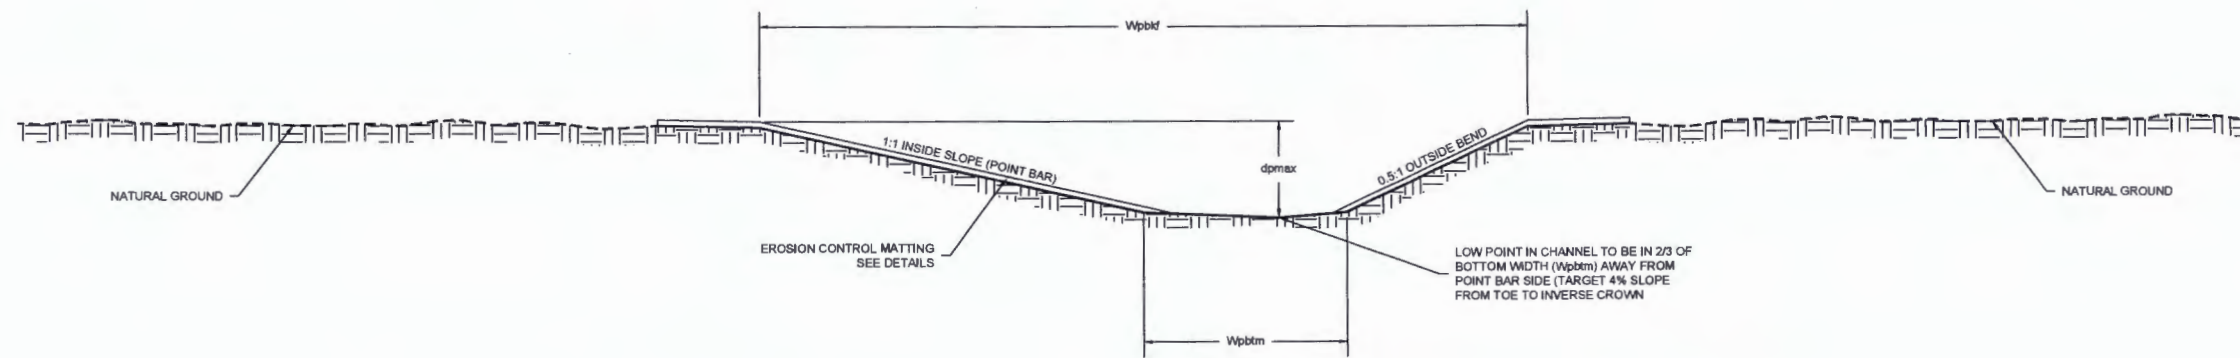 Wpbkf
1:1 INSIDE SLOPE (POINT BAR)
dpmax
0.5:1 OUTSIDE BEND
NATURAL GROUND
NATURAL GROUND
EROSION CONTROL MATTING
SEE DETAILS
LOW POINT IN CHANNEL TO BE IN 2/3 OF
BOTTOM WIDTH (Wpbtm) AWAY FROM
POINT BAR SIDE (TARGET 4% SLOPE
FROM TOE TO INVERSE CROWN
Wpbtm